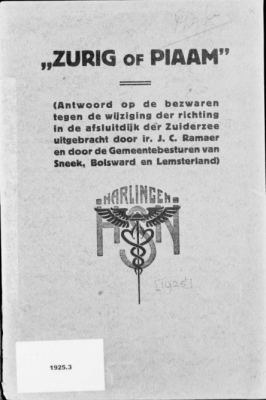 „ZURIG OF PIAAM”
(Antwoord op de bezwaren
tegen de wijziging der richting
in de afsluitdijk der Zuiderzee
uitgebracht door ir. J. C. Ramaer
en door de Gemeentebesturen van
Sneek, Bolsward en Lemsterland)
HARLINGEN
[1925]
1925.3